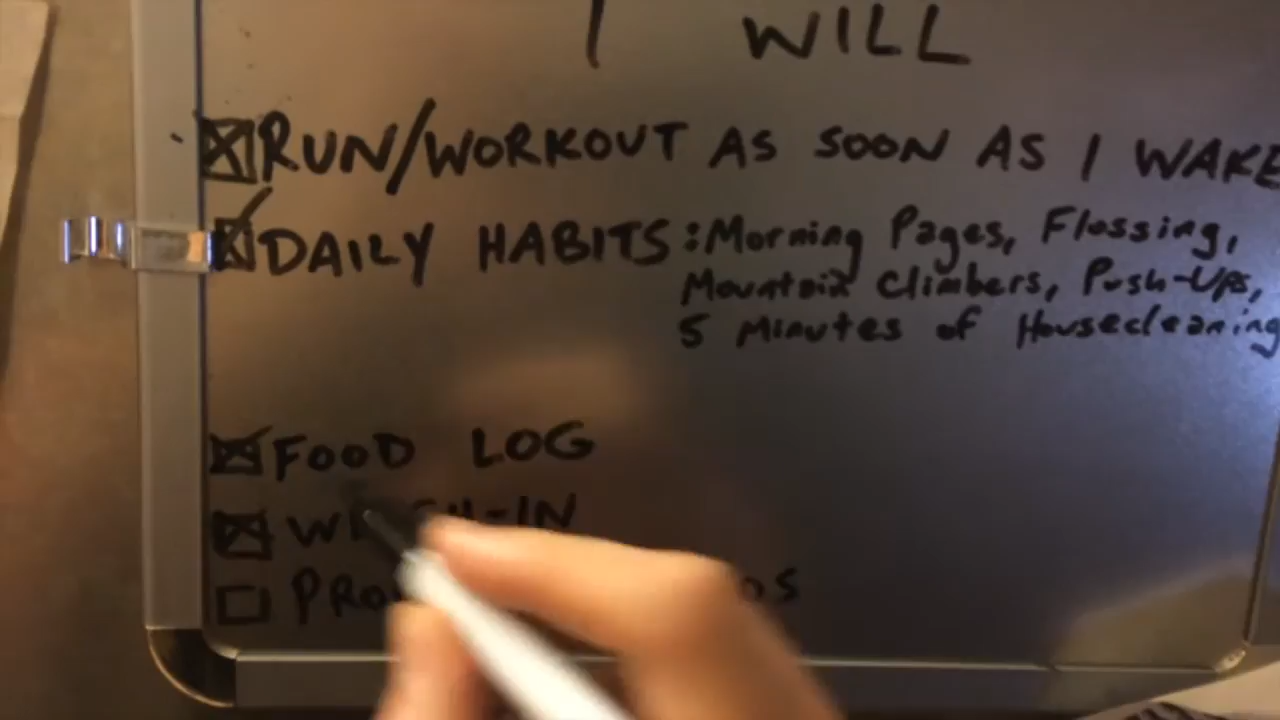 I WILL
RUN/WORKOUT AS SOON AS I WAKE
DAILY HABITS: Morning Pages, Flossing,
Mountain Climbers, Push-Ups,
5 Minutes of Housecleaning
FOOD LOG